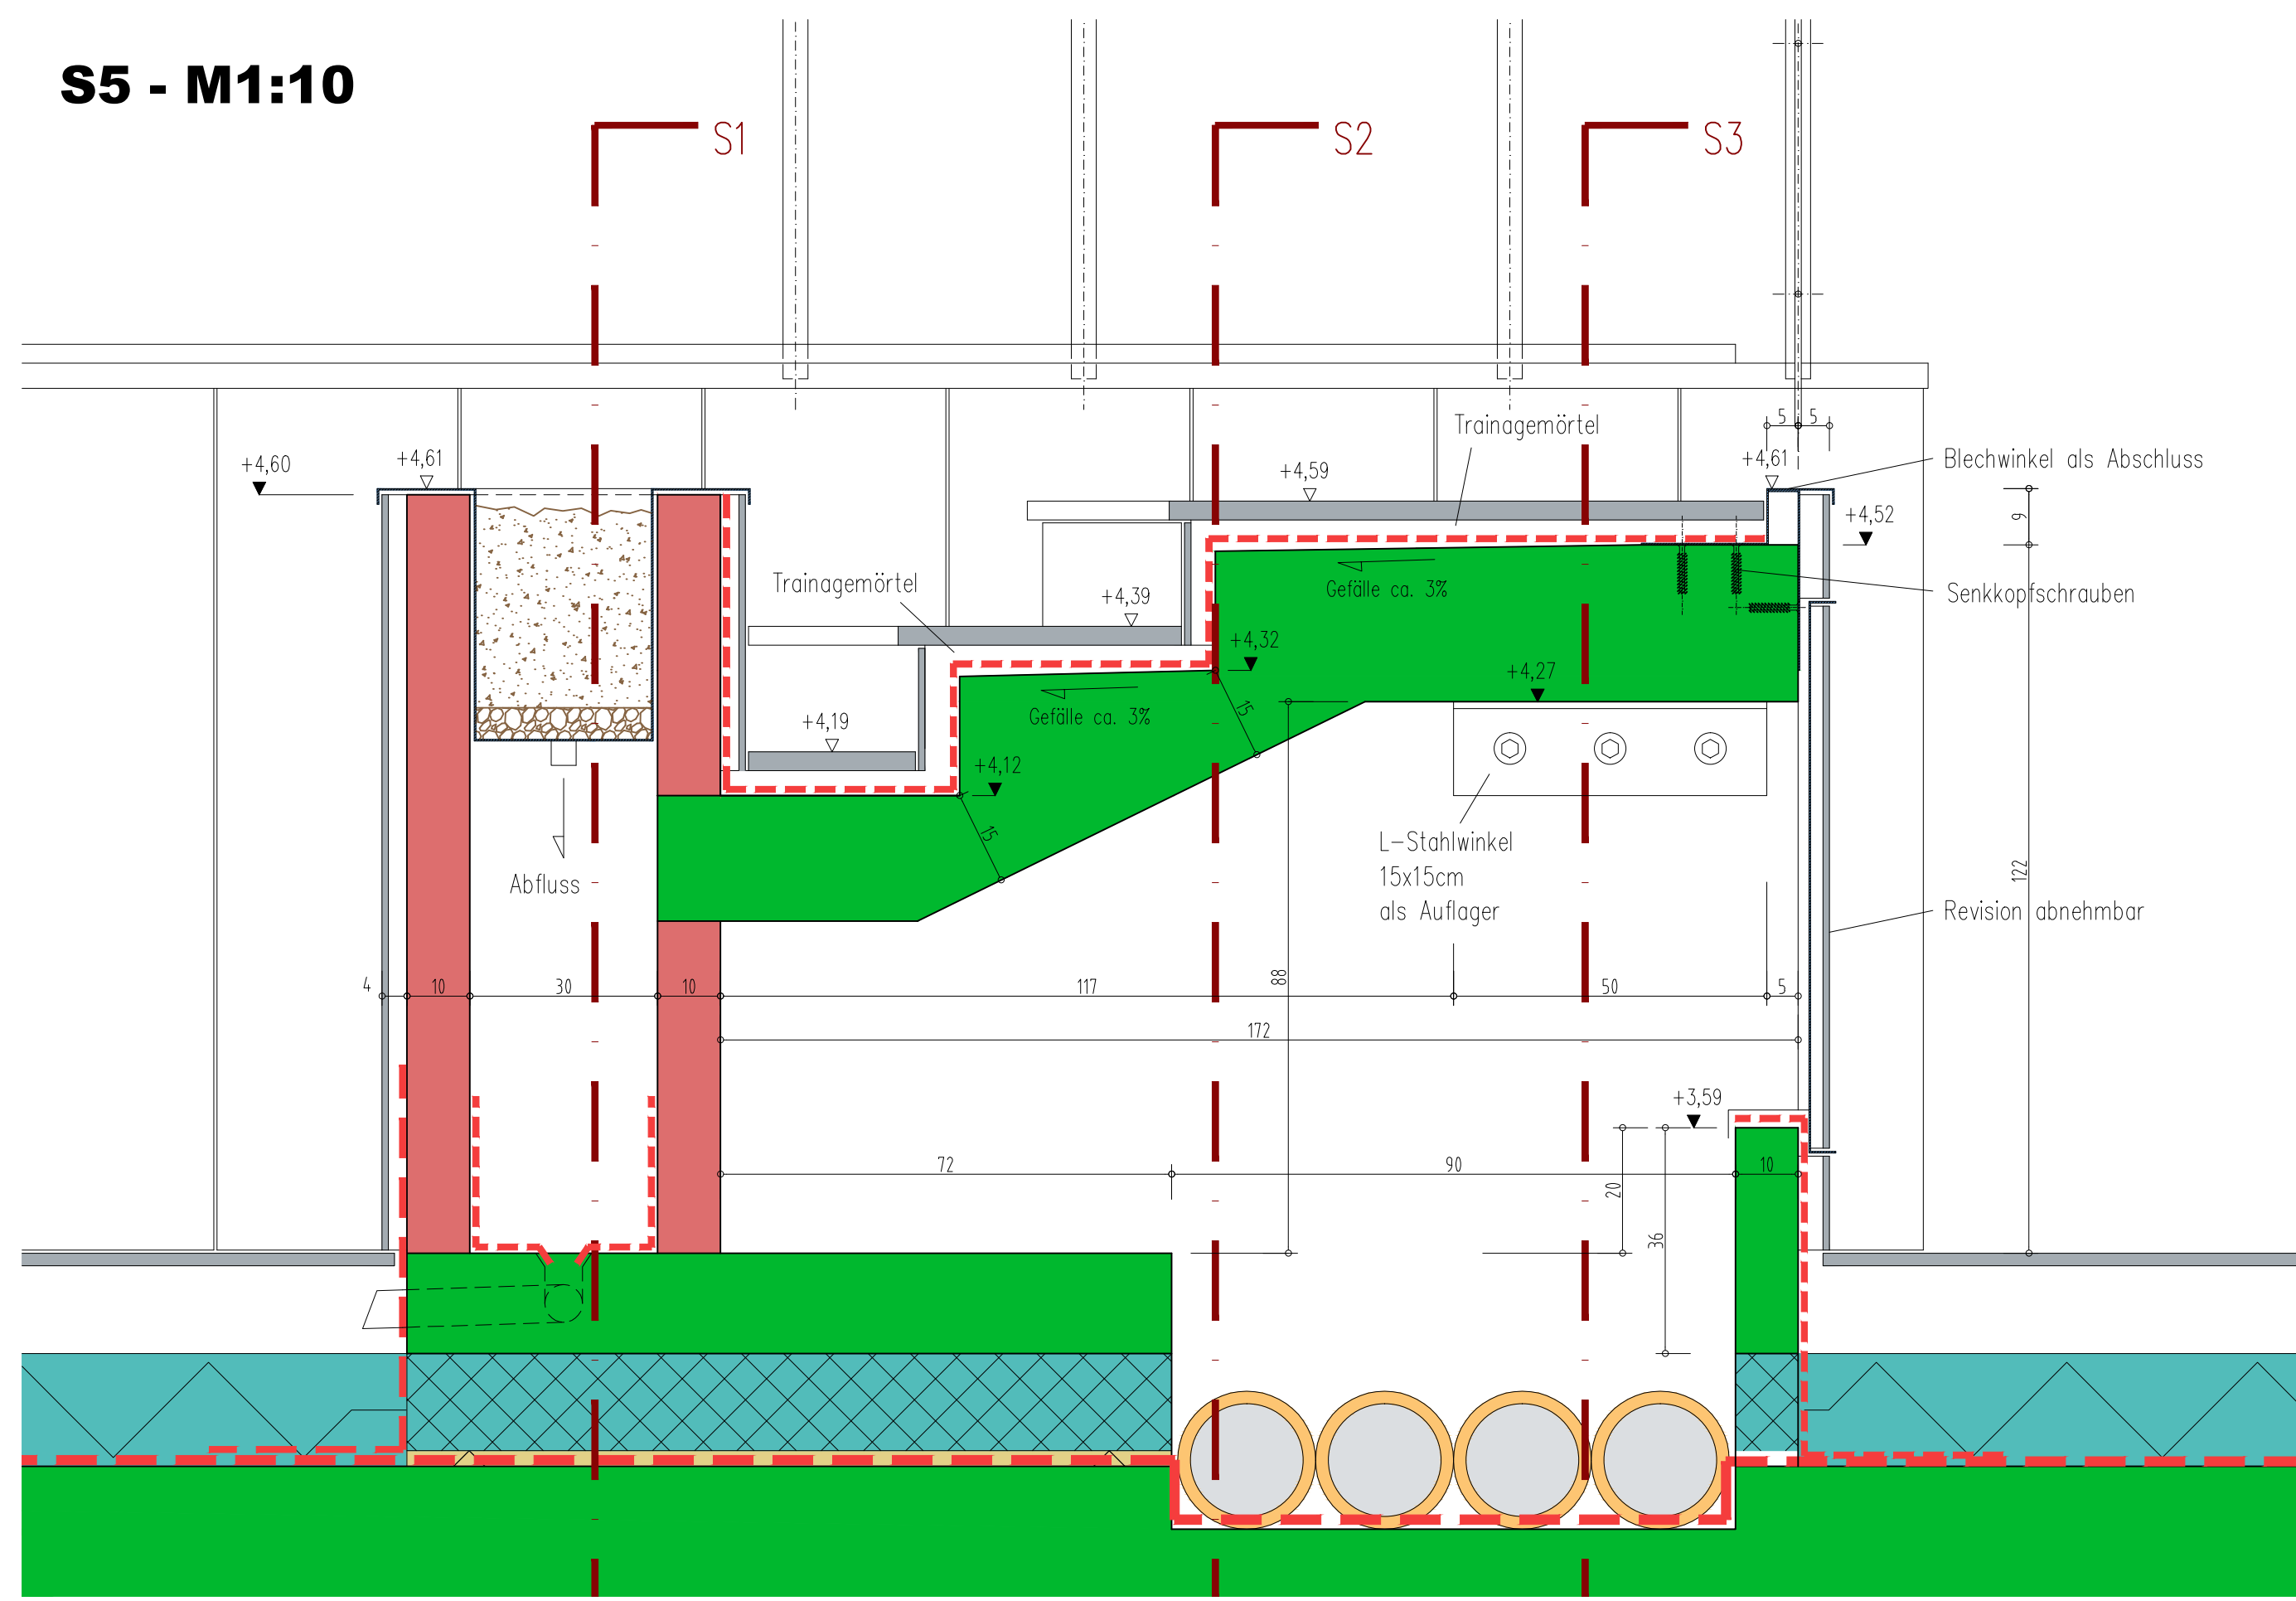 S5 - M1:10
S1
S2
S3
Trainagemörtel
5
5
+4,60
+4,61
+4,59
+4,61
Blechwinkel als Abschluss
+4,52
9
Trainagemörtel
+4,39
Gefälle ca. 3%
Senkkopfschrauben
+4,32
+4,27
Gefälle ca. 3%
15
+4,19
+4,12
15
L-Stahlwinkel
15x15cm
als Auflager
Abfluss
122
Revision abnehmbar
4
10
30
10
117
88
50
5
172
+3,59
72
90
10
20
36